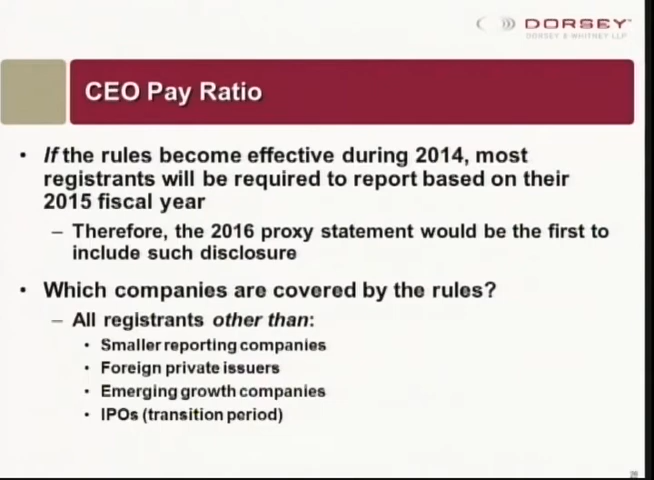 DORSEY
DORSEY & WHITNEY LLP
CEO Pay Ratio
• If the rules become effective during 2014, most
registrants will be required to report based on their
2015 fiscal year
– Therefore, the 2016 proxy statement would be the first to
include such disclosure
• Which companies are covered by the rules?
– All registrants other than:
• Smaller reporting companies
• Foreign private issuers
• Emerging growth companies
• IPOs (transition period)